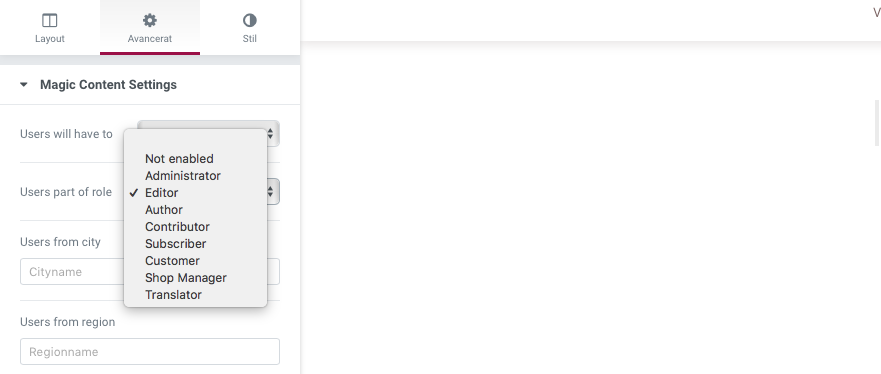 Layout
Avancerat
Stil
V
Magic Content Settings
Users will have to
Not enabled
Administrator
Users part of role
Editor
Author
Contributor
Subscriber
Customer
Shop Manager
Translator
Users from city
Cityname
Users from region
Regionname